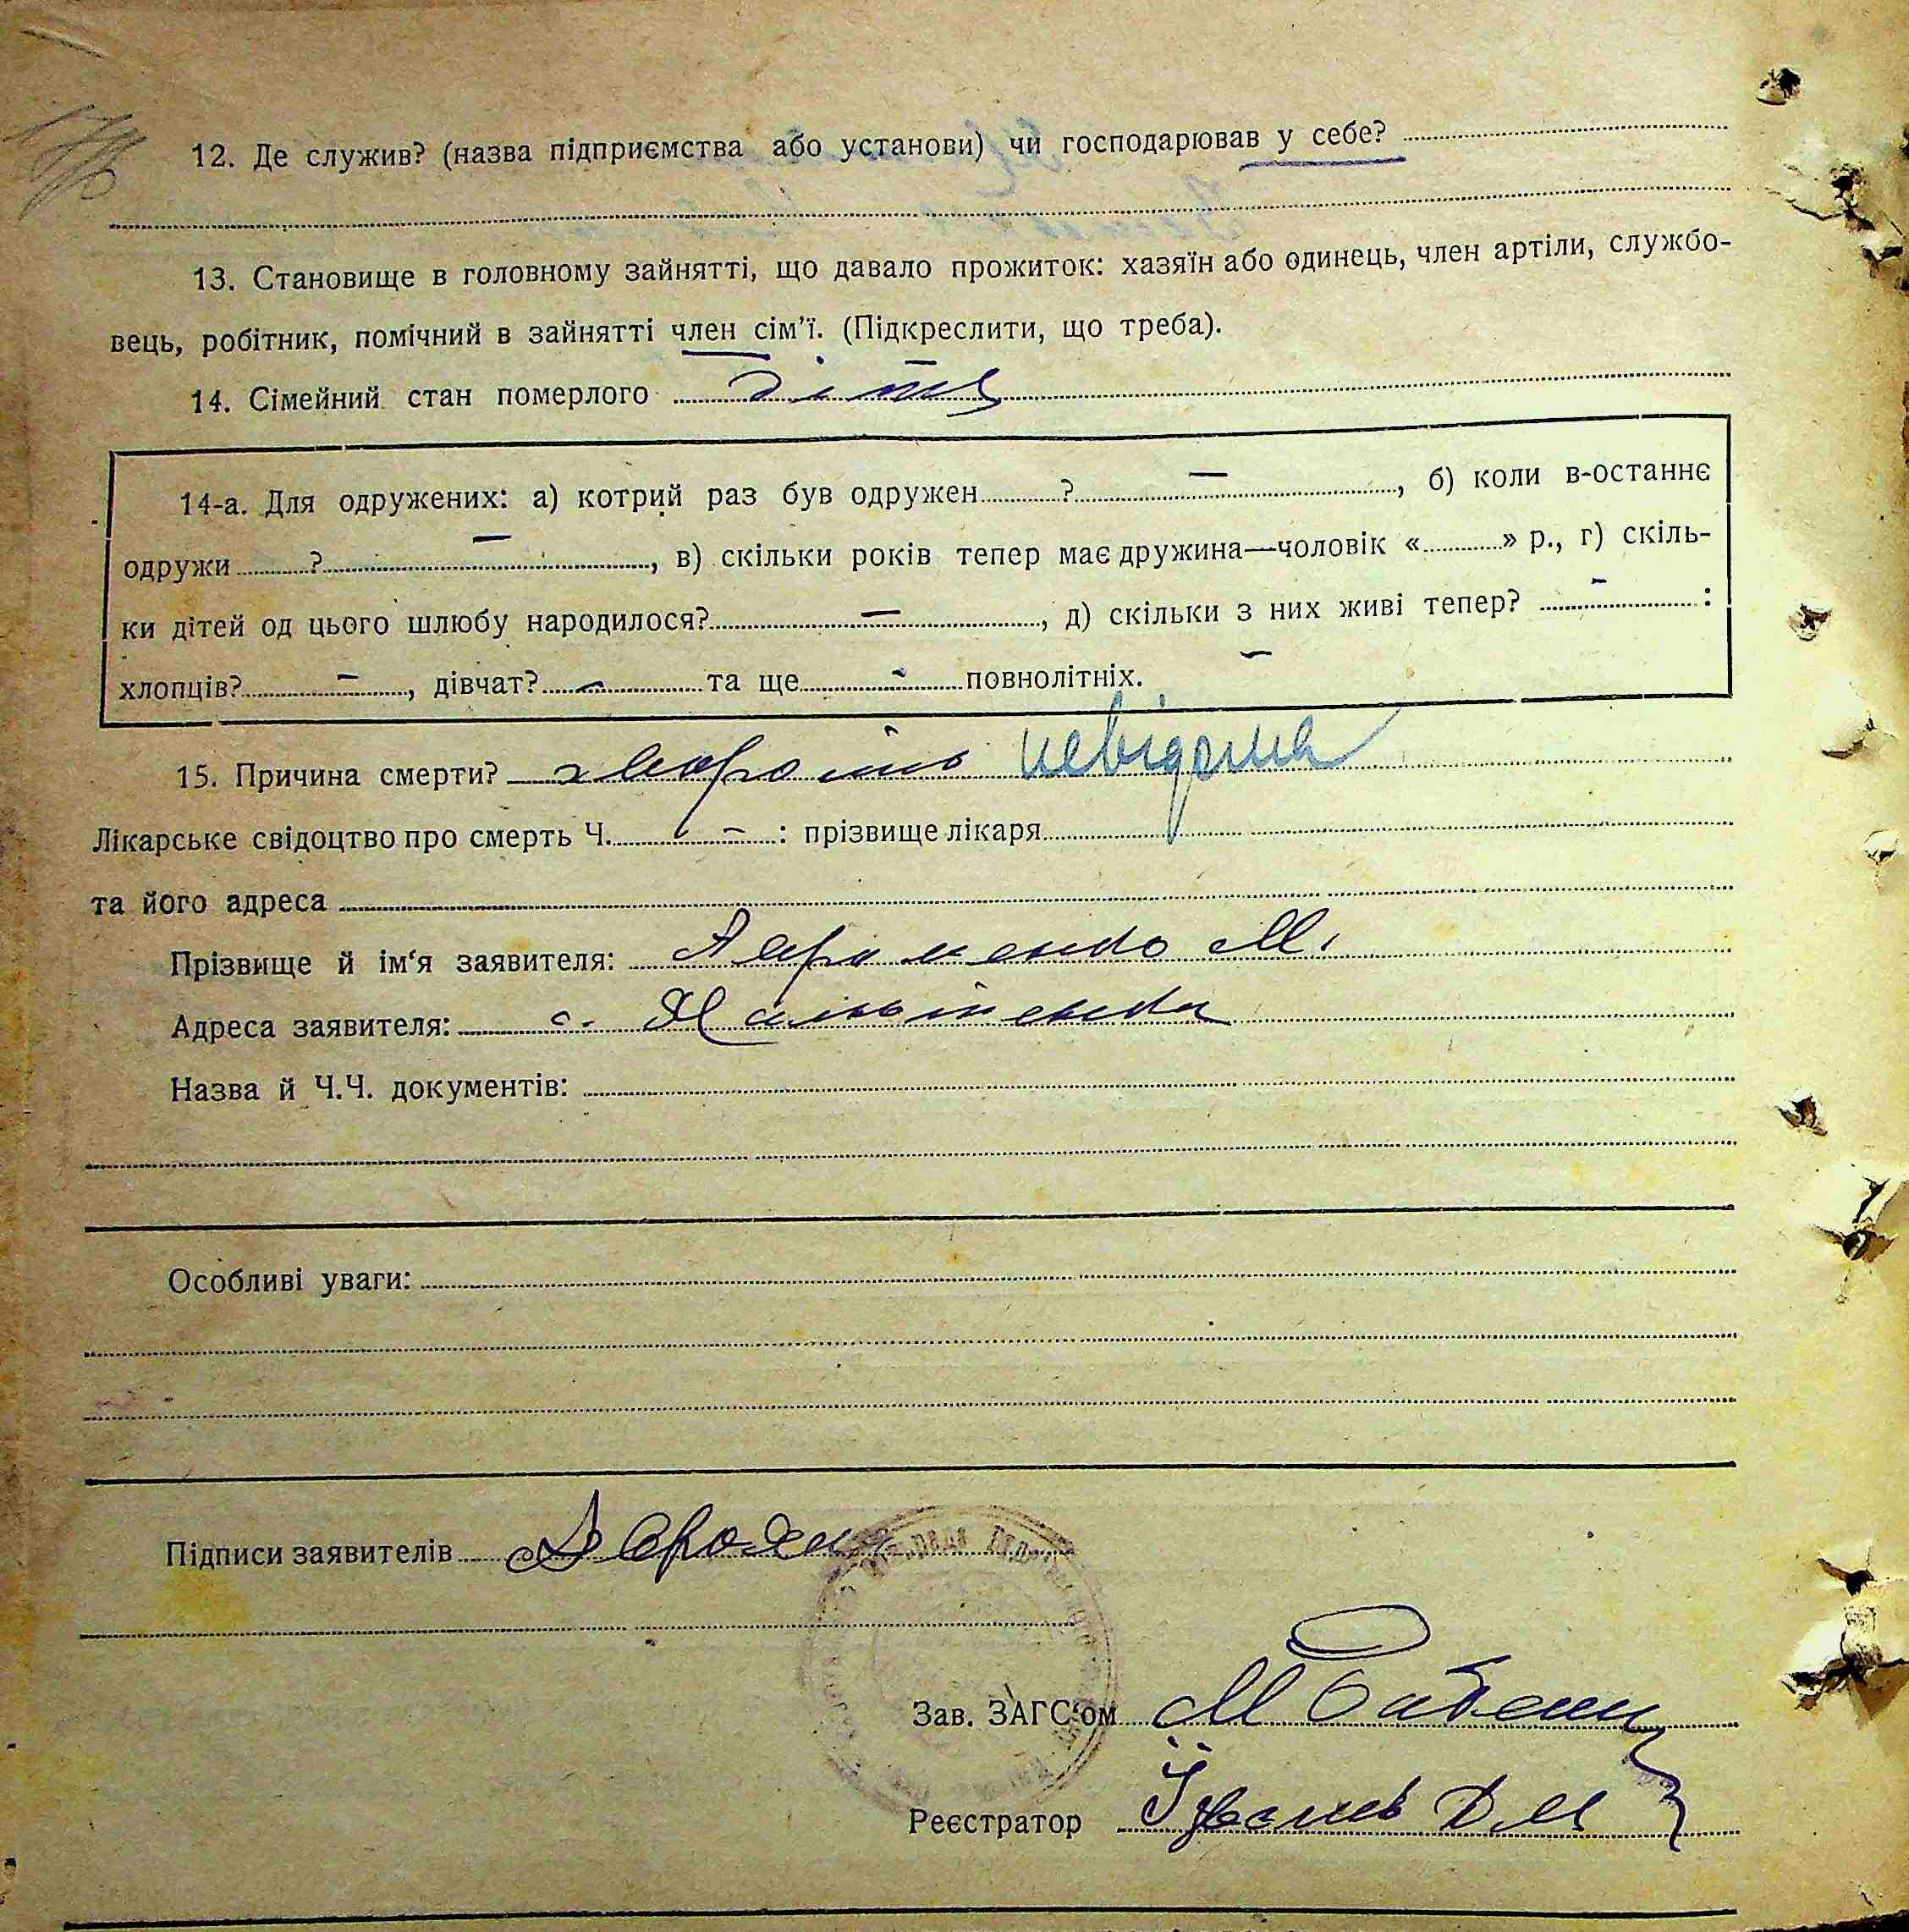 12. Де служив? (назва підприємства або установи) чи господарював у себе?
13. Становище в головному зайнятті, що давало прожиток: хазяїн або одинець, член артіли, службо-
вець, робітник, помічний в зайнятті член сім'ї. (Підкреслити, що треба).
14. Сімейний стан померлого
14-а. Для одружених: а) котрий раз був одружен ? —, б) коли в-останнє
одружи ? —, в) скільки років тепер має дружина—чоловік «» р., г) скіль-
ки дітей од цього шлюбу народилося? —, д) скільки з них живі тепер? — :
хлопців? —, дівчат? — та ще — повнолітніх.
15. Причина смерти? невідома
Лікарське свідоцтво про смерть Ч. — : прізвище лікаря
та його адреса
Прізвище й ім'я заявителя: М.
Адреса заявителя: с.
Назва й Ч.Ч. документів:
Особливі уваги:
Підписи заявителів
Зав. ЗАГС'ом
Реєстратор